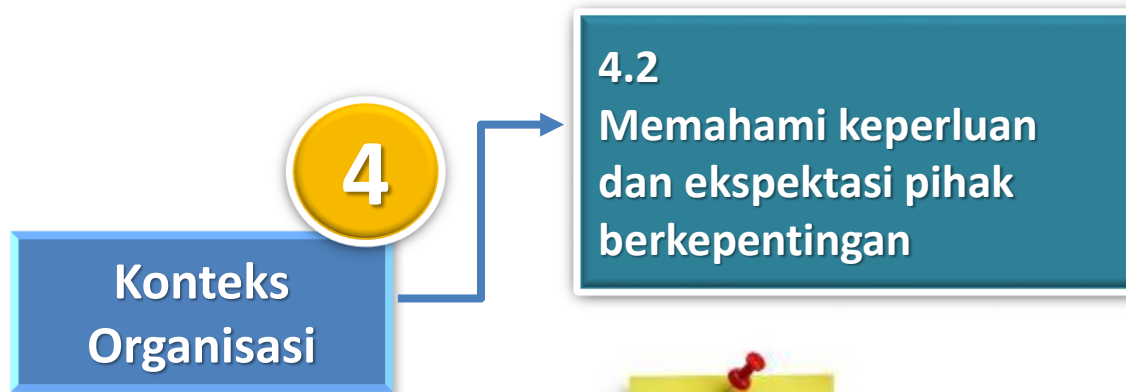 4
Konteks
Organisasi
4.2
Memahami keperluan
dan ekspektasi pihak
berkepentingan